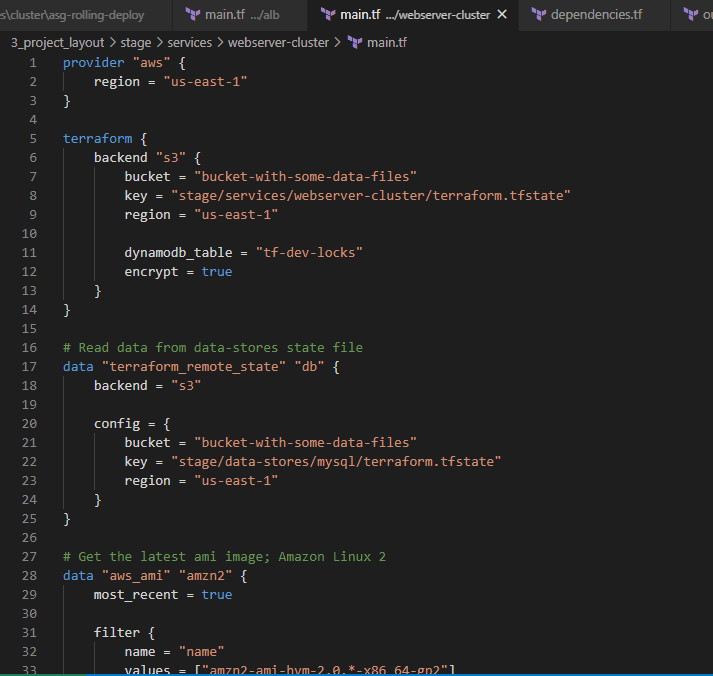 s\cluster\asg-rolling-deploy main.tf .../alb main.tf .../webserver-cluster dependencies.tf ou
3_project_layout > stage > services > webserver-cluster > main.tf
1 provider "aws" {
2 region = "us-east-1"
3 }
4
5 terraform {
6 backend "s3" {
7 bucket = "bucket-with-some-data-files"
8 key = "stage/services/webserver-cluster/terraform.tfstate"
9 region = "us-east-1"
10
11 dynamodb_table = "tf-dev-locks"
12 encrypt = true
13 }
14 }
15
16 # Read data from data-stores state file
17 data "terraform_remote_state" "db" {
18 backend = "s3"
19
20 config = {
21 bucket = "bucket-with-some-data-files"
22 key = "stage/data-stores/mysql/terraform.tfstate"
23 region = "us-east-1"
24 }
25 }
26
27 # Get the latest ami image; Amazon Linux 2
28 data "aws_ami" "amzn2" {
29 most_recent = true
30
31 filter {
32 name = "name"
33 values = ["amzn2-ami-hvm-2.0.*-x86_64-gp2"]